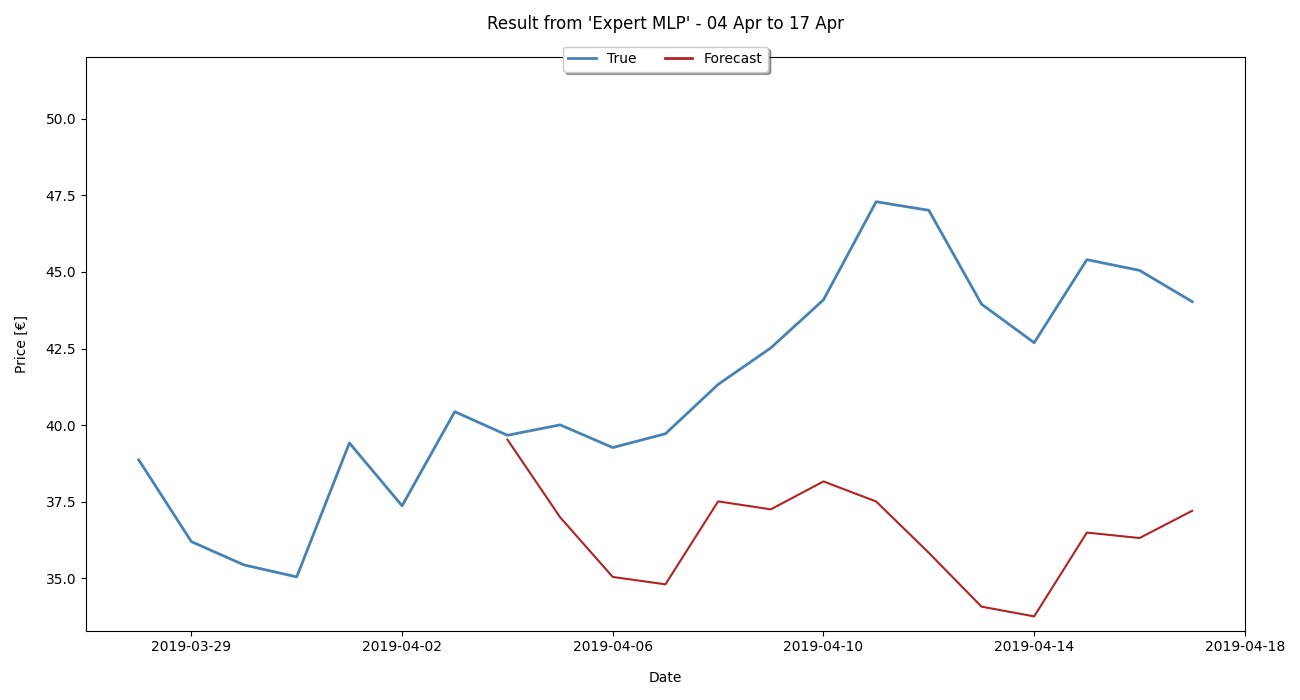 Result from 'Expert MLP' - 04 Apr to 17 Apr
True Forecast
50.0
47.5
45.0
42.5
40.0
37.5
35.0
Price [€]
2019-03-29 2019-04-02 2019-04-06 2019-04-10 2019-04-14 2019-04-18
Date